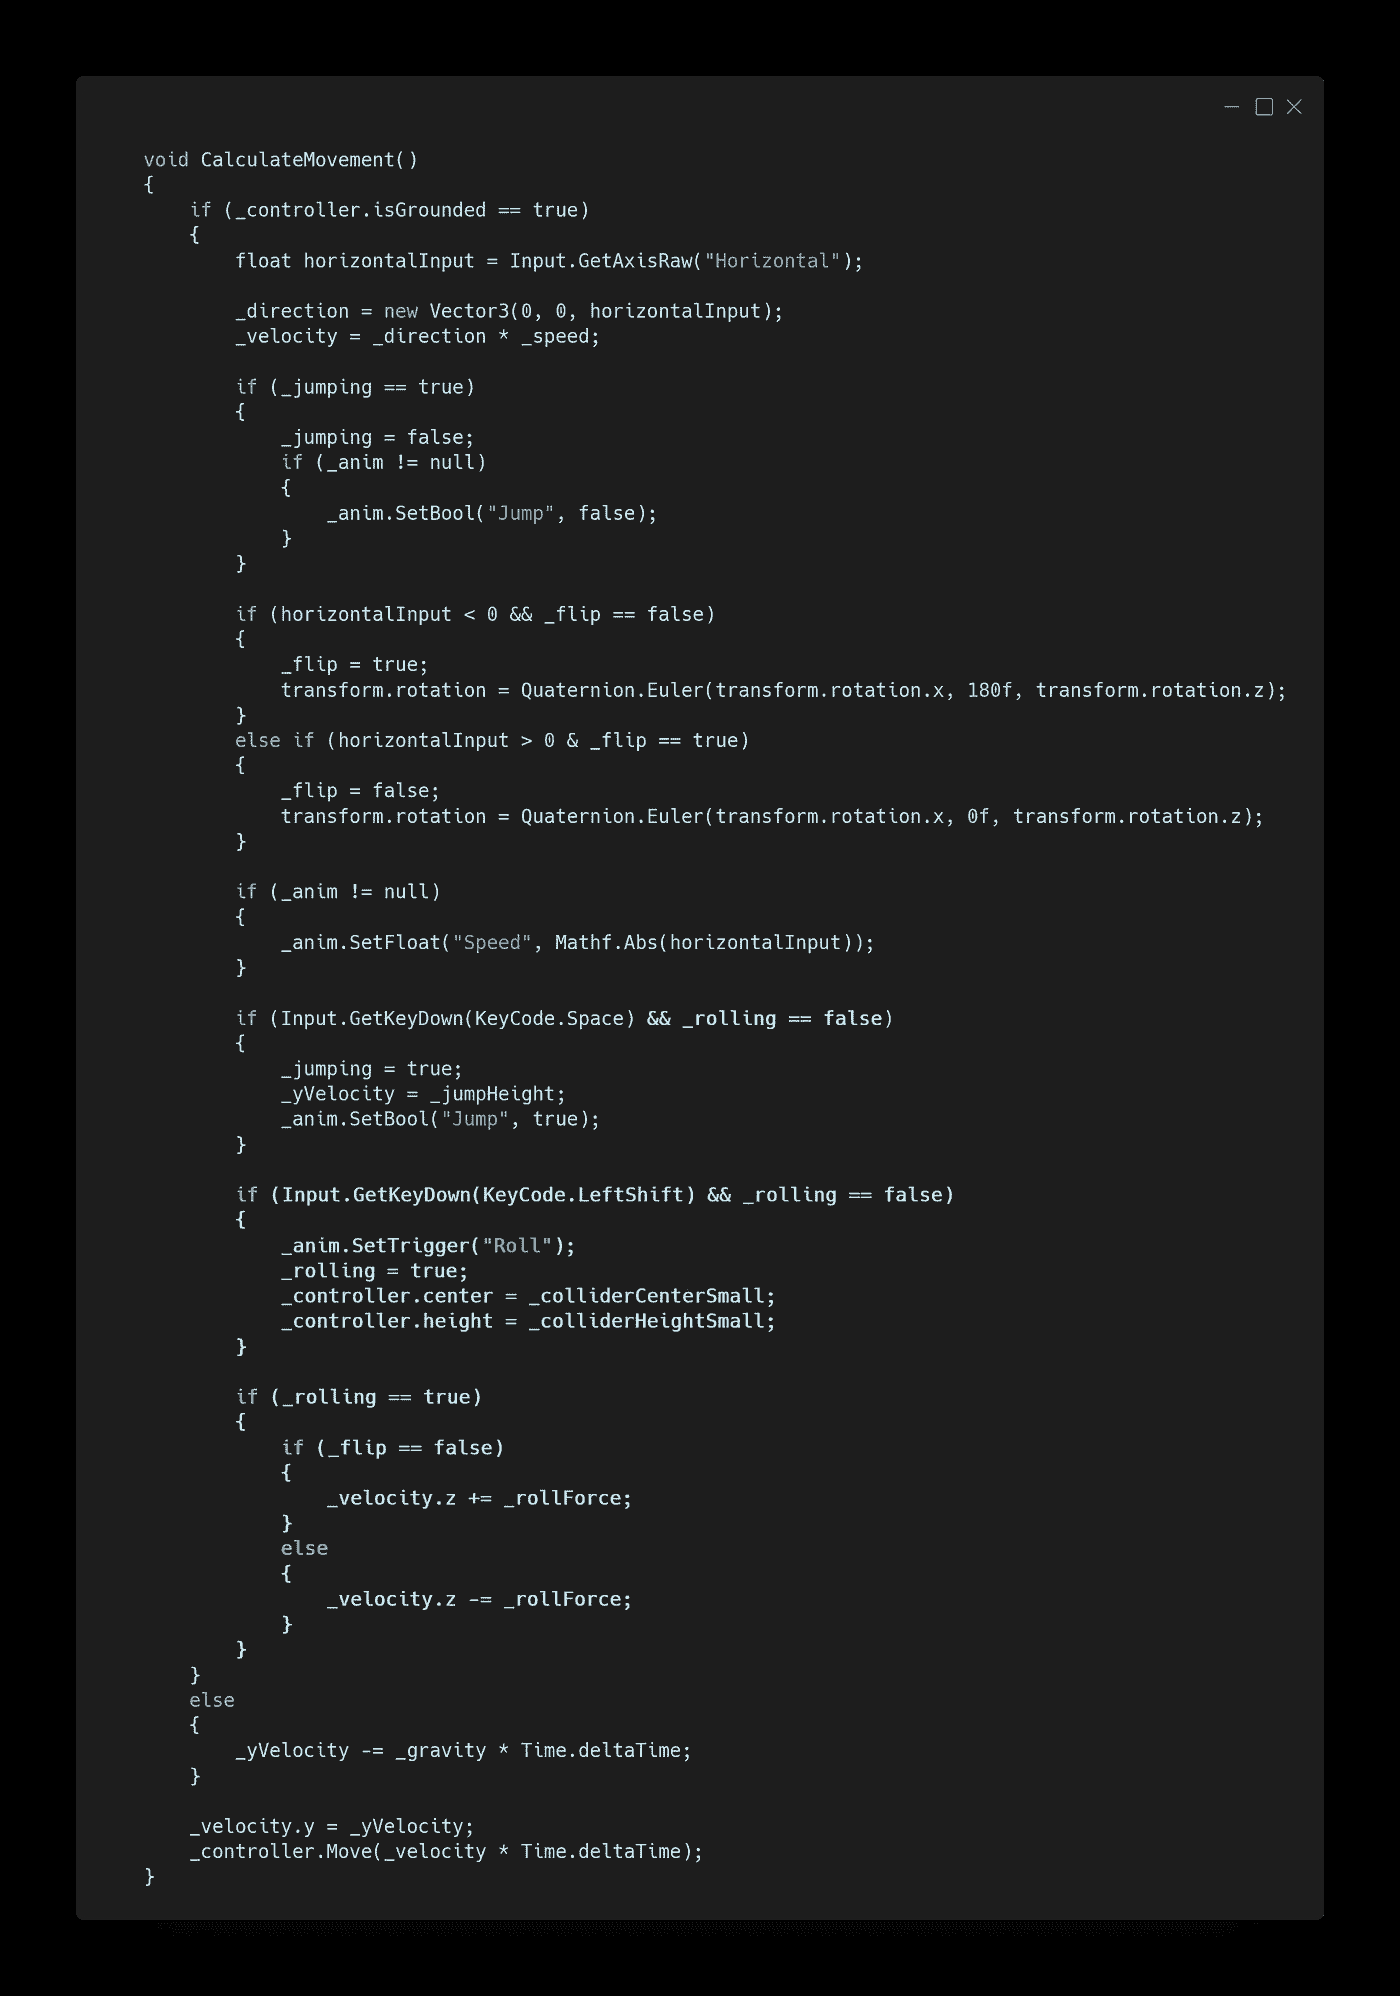 void CalculateMovement()
{
    if (_controller.isGrounded == true)
    {
        float horizontalInput = Input.GetAxisRaw("Horizontal");

        _direction = new Vector3(0, 0, horizontalInput);
        _velocity = _direction * _speed;

        if (_jumping == true)
        {
            _jumping = false;
            if (_anim != null)
            {
                _anim.SetBool("Jump", false);
            }
        }

        if (horizontalInput < 0 && _flip == false)
        {
            _flip = true;
            transform.rotation = Quaternion.Euler(transform.rotation.x, 180f, transform.rotation.z);
        }
        else if (horizontalInput > 0 & _flip == true)
        {
            _flip = false;
            transform.rotation = Quaternion.Euler(transform.rotation.x, 0f, transform.rotation.z);
        }

        if (_anim != null)
        {
            _anim.SetFloat("Speed", Mathf.Abs(horizontalInput));
        }

        if (Input.GetKeyDown(KeyCode.Space) && _rolling == false)
        {
            _jumping = true;
            _yVelocity = _jumpHeight;
            _anim.SetBool("Jump", true);
        }

        if (Input.GetKeyDown(KeyCode.LeftShift) && _rolling == false)
        {
            _anim.SetTrigger("Roll");
            _rolling = true;
            _controller.center = _colliderCenterSmall;
            _controller.height = _colliderHeightSmall;
        }

        if (_rolling == true)
        {
            if (_flip == false)
            {
                _velocity.z += _rollForce;
            }
            else
            {
                _velocity.z -= _rollForce;
            }
        }
    }
    else
    {
        _yVelocity -= _gravity * Time.deltaTime;
    }

    _velocity.y = _yVelocity;
    _controller.Move(_velocity * Time.deltaTime);
}